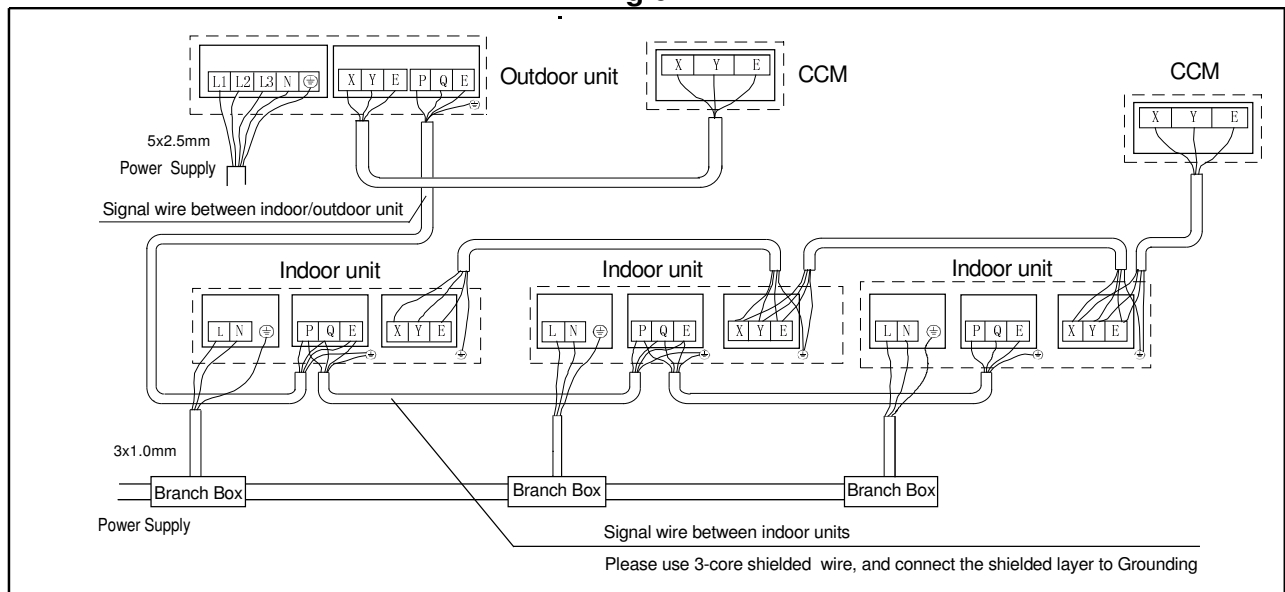 g
L1 L2 L3 N
X Y E
P Q E
Outdoor unit
X Y E
CCM
CCM
X Y E
5x2.5mm
Power Supply
Signal wire between indoor/outdoor unit
Indoor unit
Indoor unit
Indoor unit
L N
P Q E
X Y E
L N
P Q E
X Y E
L N
P Q E
X Y E
3x1.0mm
Branch Box
Branch Box
Branch Box
Power Supply
Signal wire between indoor units
Please use 3-core shielded wire, and connect the shielded layer to Grounding